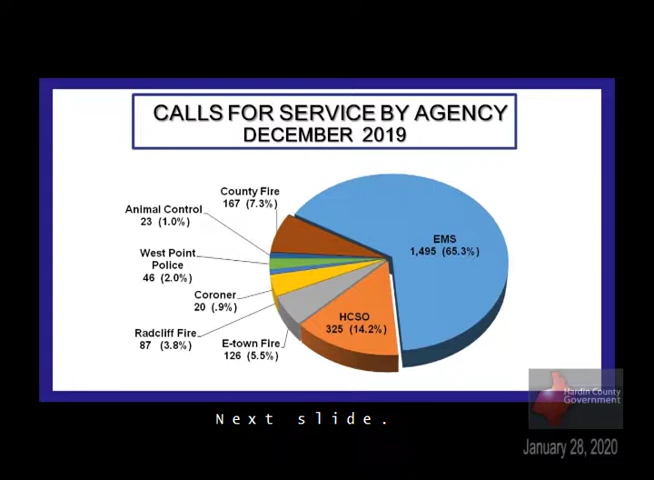 CALLS FOR SERVICE BY AGENCY
DECEMBER 2019
County Fire
167 (7.3%)
Animal Control
23 (1.0%)
EMS
1,495 (65.3%)
West Point
Police
46 (2.0%)
Coroner
20 (.9%)
HCSO
325 (14.2%)
Radcliff Fire
87 (3.8%)
E-town Fire
126 (5.5%)
Next slide.
Hardin County
Government
January 28, 2020